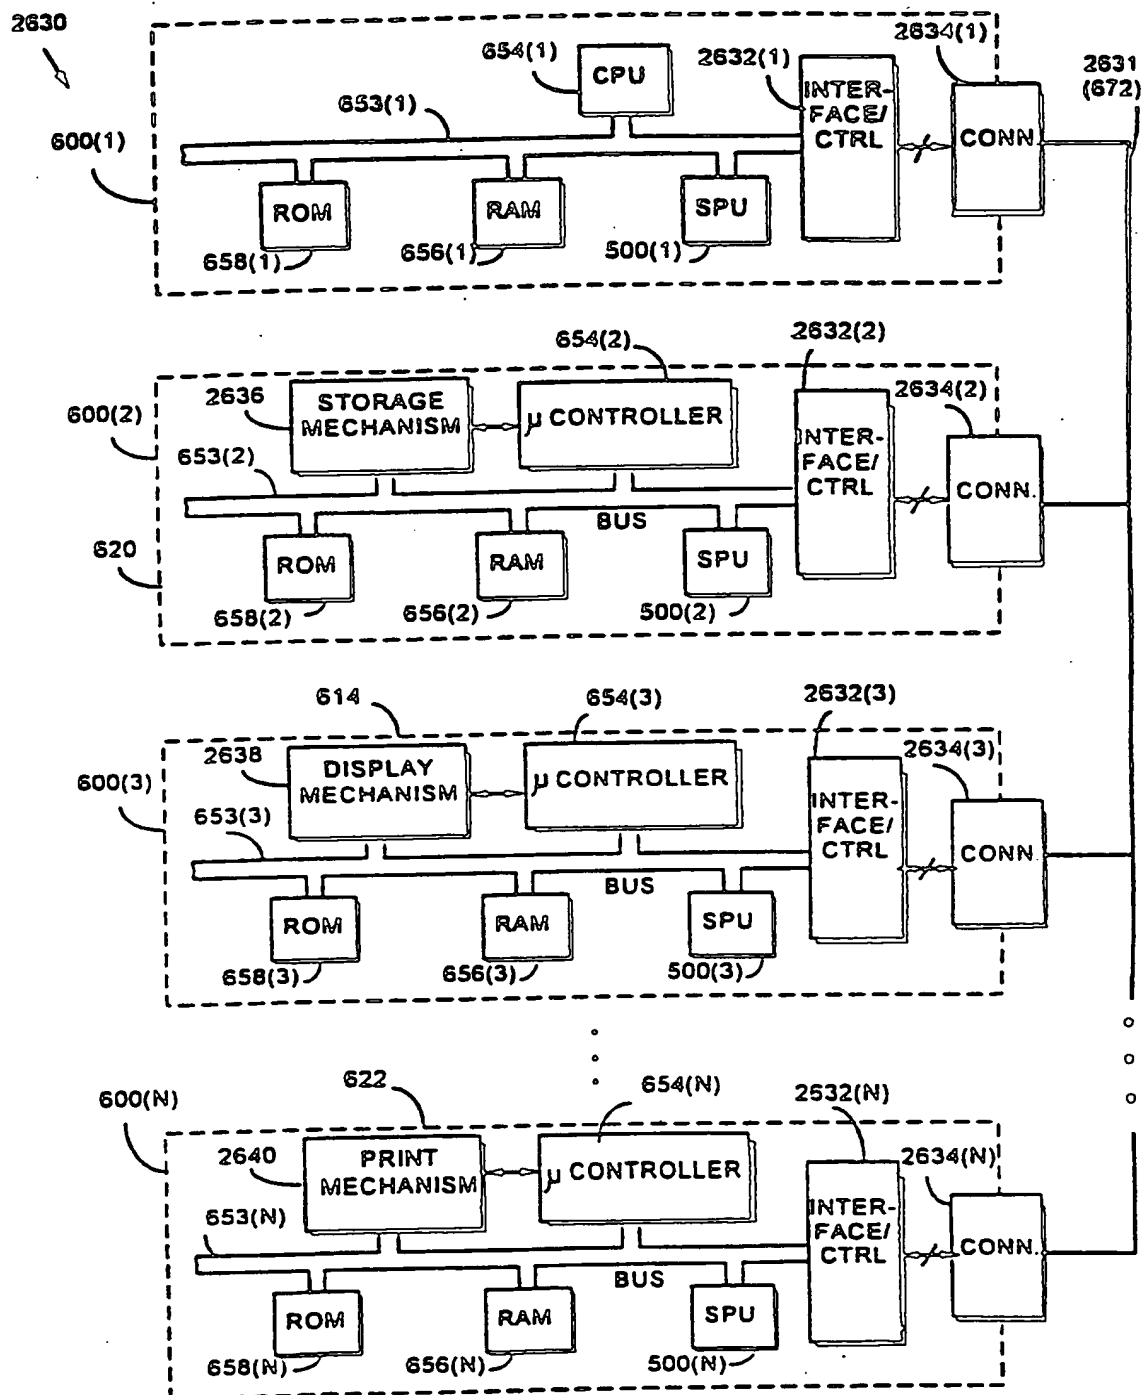 2630
654(1)
2632(1)
2634(1)
2631
(672)
CPU
INTER-
FACE/
CTRL
653(1)
600(1)
CONN.
ROM
RAM
SPU
658(1)
656(1)
500(1)
654(2)
2632(2)
2636
STORAGE
MECHANISM
μ CONTROLLER
2634(2)
600(2)
653(2)
INTER-
FACE/
CTRL
CONN.
BUS
620
ROM
RAM
SPU
658(2)
656(2)
500(2)
614
654(3)
2632(3)
2638
DISPLAY
MECHANISM
μ CONTROLLER
2634(3)
600(3)
653(3)
INTER-
FACE/
CTRL
CONN.
BUS
ROM
RAM
SPU
658(3)
656(3)
500(3)
622
654(N)
2532(N)
600(N)
2640
PRINT
MECHANISM
μ CONTROLLER
2634(N)
653(N)
INTER-
FACE/
CTRL
CONN.
BUS
ROM
RAM
SPU
658(N)
656(N)
500(N)